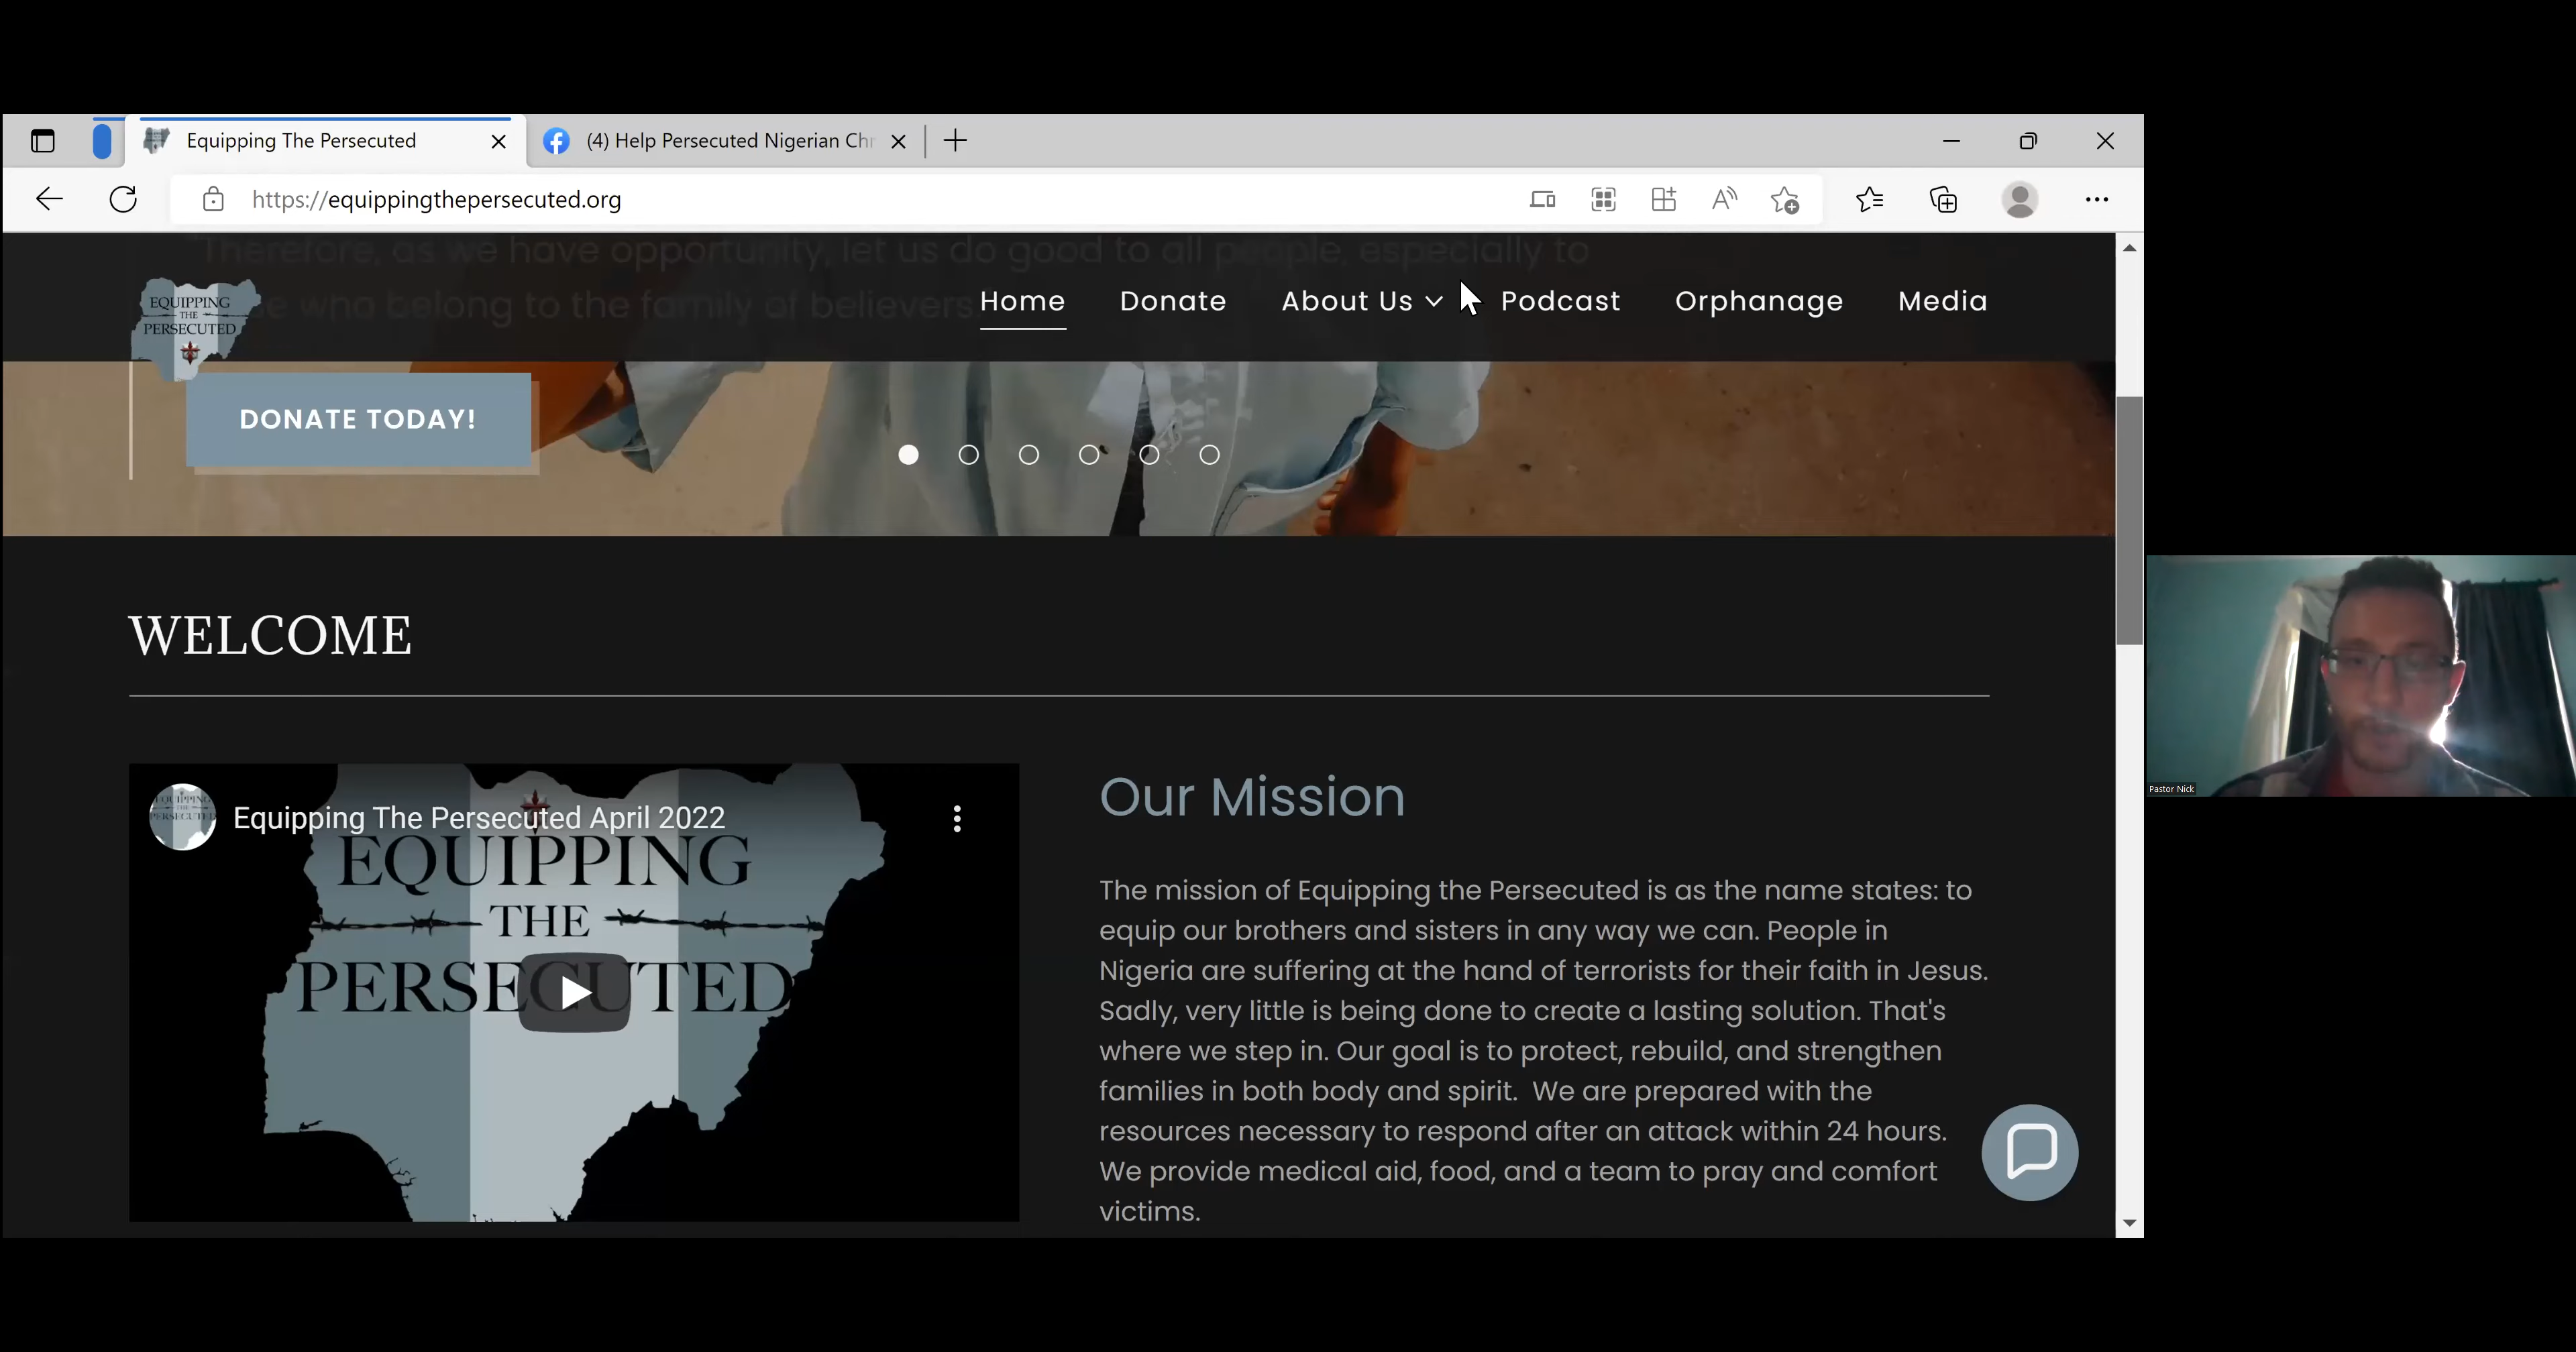 Equipping The Persecuted
(4) Help Persecuted Nigerian Chr
https://equippingthepersecuted.org
Therefore, as we have opportunity, let us do good to all people, especially to
who belong to the family of believers
EQUIPPING
THE
PERSECUTED
Home
Donate
About Us
Podcast
Orphanage
Media
DONATE TODAY!
WELCOME
EQUIPPING
THE
PERSECUTED
Equipping The Persecuted April 2022
EQUIPPING
THE
PERSECUTED
Our Mission
The mission of Equipping the Persecuted is as the name states: to
equip our brothers and sisters in any way we can. People in
Nigeria are suffering at the hand of terrorists for their faith in Jesus.
Sadly, very little is being done to create a lasting solution. That's
where we step in. Our goal is to protect, rebuild, and strengthen
families in both body and spirit. We are prepared with the
resources necessary to respond after an attack within 24 hours.
We provide medical aid, food, and a team to pray and comfort
victims.
Pastor Nick